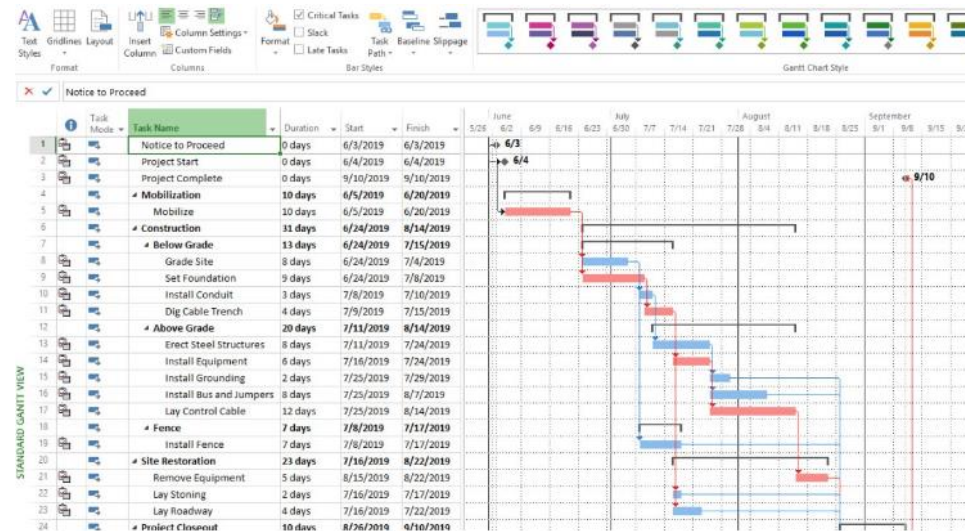 Text Styles
Gridlines
Layout
Format
Insert Column
Column Settings
Custom Fields
Columns
Format
Critical Tasks
Slack
Late Tasks
Task Path
Baseline
Slippage
Bar Styles
Gantt Chart Style
Notice to Proceed
Task Mode Task Name Duration Start Finish
June July August September
5/26 6/2 6/9 6/16 6/23 6/30 7/7 7/14 7/21 7/28 8/4 8/11 8/18 8/25 9/1 9/8 9/15
1 Notice to Proceed 0 days 6/3/2019 6/3/2019 6/3
2 Project Start 0 days 6/4/2019 6/4/2019 6/4
3 Project Complete 0 days 9/10/2019 9/10/2019 9/10
4 Mobilization 10 days 6/5/2019 6/20/2019
5 Mobilize 10 days 6/5/2019 6/20/2019
6 Construction 31 days 6/24/2019 8/14/2019
7 Below Grade 13 days 6/24/2019 7/15/2019
8 Grade Site 8 days 6/24/2019 7/4/2019
9 Set Foundation 9 days 6/24/2019 7/8/2019
10 Install Conduit 3 days 7/8/2019 7/10/2019
11 Dig Cable Trench 4 days 7/9/2019 7/15/2019
12 Above Grade 20 days 7/11/2019 8/14/2019
13 Erect Steel Structures 8 days 7/11/2019 7/24/2019
14 Install Equipment 6 days 7/16/2019 7/24/2019
15 Install Grounding 2 days 7/25/2019 7/29/2019
16 Install Bus and Jumpers 8 days 7/25/2019 8/7/2019
17 Lay Control Cable 12 days 7/25/2019 8/14/2019
18 Fence 7 days 7/8/2019 7/17/2019
19 Install Fence 7 days 7/8/2019 7/17/2019
20 Site Restoration 23 days 7/16/2019 8/22/2019
21 Remove Equipment 5 days 8/15/2019 8/22/2019
22 Lay Stoning 2 days 7/16/2019 7/17/2019
23 Lay Roadway 4 days 7/16/2019 7/22/2019
24 Project Closeout 10 days 8/26/2019 9/10/2019
STANDARD GANTT VIEW